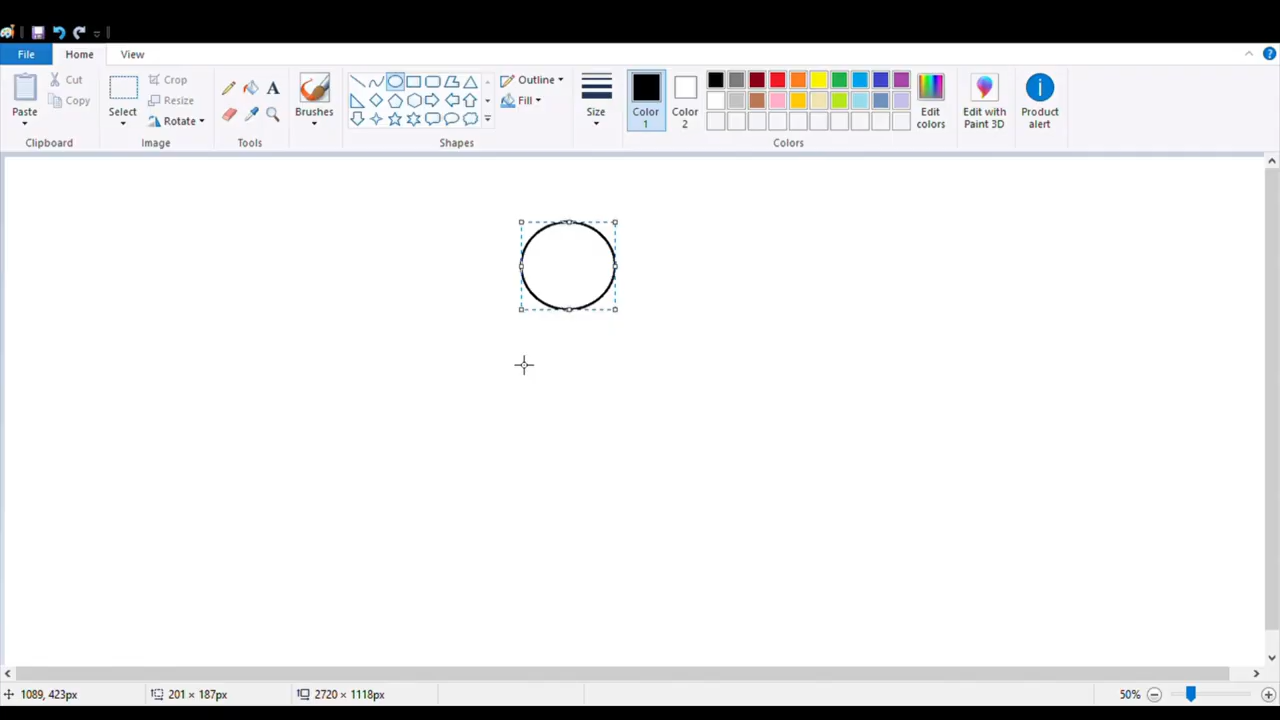 File Home View
Paste Cut Copy Clipboard
Select Crop Resize Rotate Image
A Tools
Brushes
Outline Fill Shapes
Size
Color 1 Color 2 Edit colors Colors
Edit with Paint 3D
Product alert
1089, 423px 201 × 187px 2720 × 1118px 50%